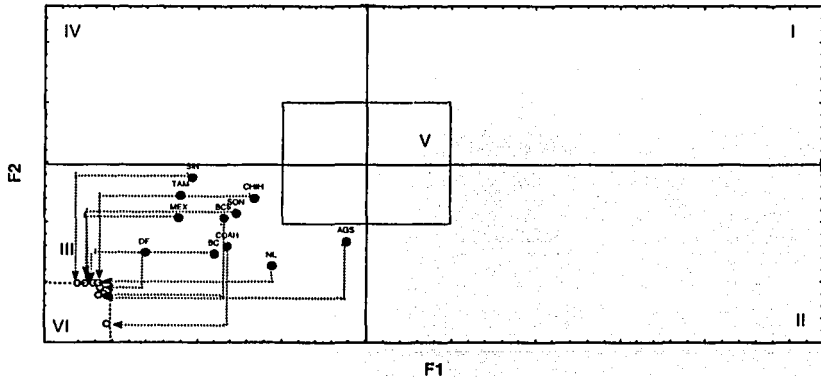 IV
I
V
F2
SIN
TAM
CHIH
MEX
BCS
SON
DF
BC
COAH
NL
AGS
III
VI
II
F1